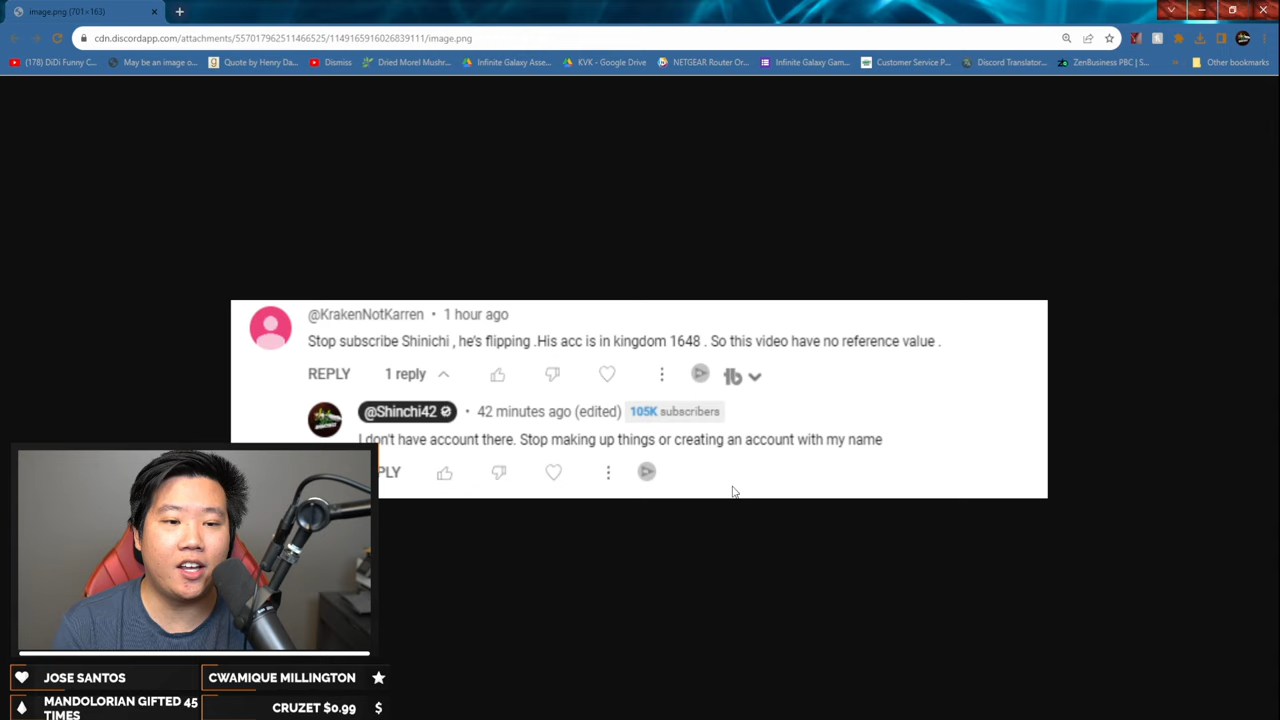 image.png (701×163)
cdn.discordapp.com/attachments/557017962511466525/1149165916026839111/image.png
(178) DiDi Funny C...
May be an image o...
Quote by Henry Da...
Dismiss
Dried Morel Mushr...
Infinite Galaxy Asse...
KVK - Google Drive
NETGEAR Router Or...
Infinite Galaxy Gam...
Customer Service P...
Discord Translator...
ZenBusiness PBC | S...
Other bookmarks
@KrakenNotKarren • 1 hour ago
Stop subscribe Shinichi , he's flipping .His acc is in kingdom 1648 . So this video have no reference value .
REPLY 1 reply
@Shinchi42 • 42 minutes ago (edited) 105K subscribers
I don't have account there. Stop making up things or creating an account with my name
PLY
JOSE SANTOS
CWAMIQUE MILLINGTON
MANDOLORIAN GIFTED 45
TIMES
CRUZET $0.99 $